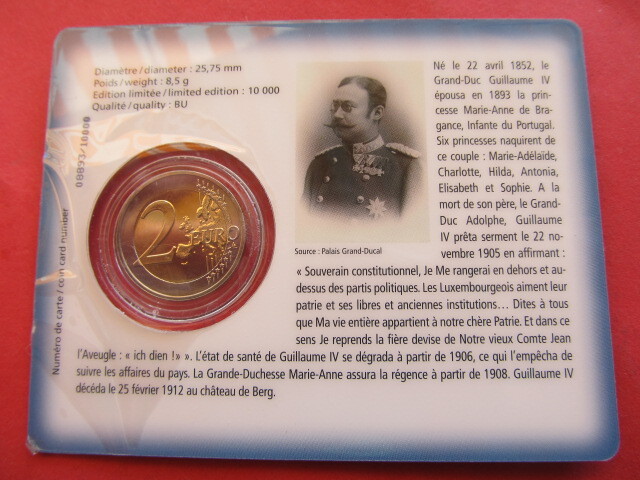 Diamètre/diameter : 25,75 mm
Poids/weight : 8,5 g
Edition limitée/limited edition : 10 000
Qualité/quality : BU
Numéro de carte / coin card number
08893/10000
2 EURO
Source : Palais Grand-Ducal
Né le 22 avril 1852, le
Grand-Duc Guillaume IV
épousa en 1893 la prin-
cesse Marie-Anne de Bra-
gance, Infante du Portugal.
Six princesses naquirent de
ce couple : Marie-Adélaïde,
Charlotte, Hilda, Antonia,
Elisabeth et Sophie. A la
mort de son père, le Grand-
Duc Adolphe, Guillaume
IV prêta serment le 22 no-
vembre 1905 en affirmant :
« Souverain constitutionnel, Je Me rangerai en dehors et au-
dessus des partis politiques. Les Luxembourgeois aiment leur
patrie et ses libres et anciennes institutions... Dites à tous
que Ma vie entière appartient à notre chère Patrie. Et dans ce
sens Je reprends la fière devise de Notre vieux Comte Jean
l'Aveugle : « ich dien !» ». L'état de santé de Guillaume IV se dégrada à partir de 1906, ce qui l'empêcha de
suivre les affaires du pays. La Grande-Duchesse Marie-Anne assura la régence à partir de 1908. Guillaume IV
décéda le 25 février 1912 au château de Berg.